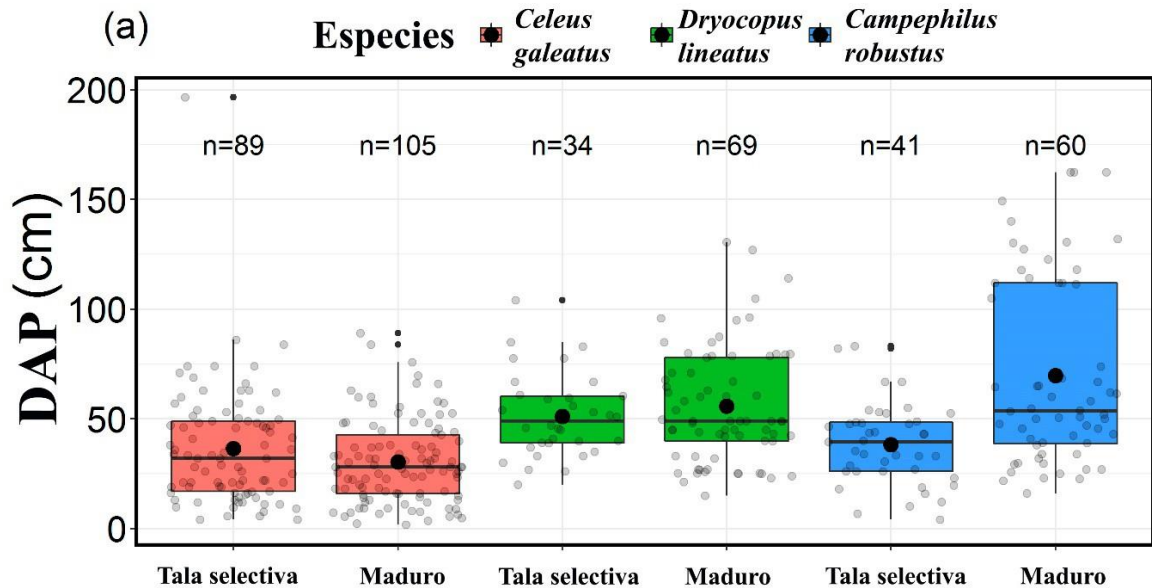 (a)
Especies
Celeus
galeatus
Dryocopus
lineatus
Campephilus
robustus
DAP (cm)
200
150
100
50
0
n=89
n=105
n=34
n=69
n=41
n=60
Tala selectiva
Maduro
Tala selectiva
Maduro
Tala selectiva
Maduro